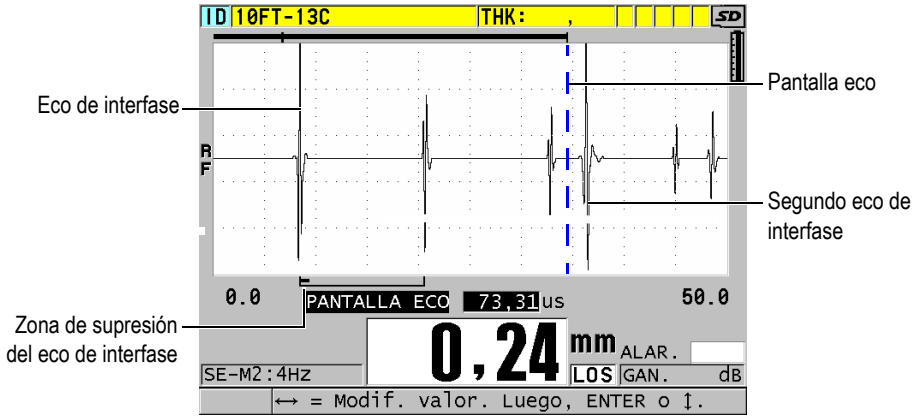 ID 10FT-13C THK: ,
SD
Eco de interfase
Pantalla eco
RF
Segundo eco de
interfase
0.0 PANTALLA ECO 73,31us 50.0
Zona de supresión
del eco de interfase
0,24 mm ALAR.
SE-M2:4Hz LOS GAN. dB
↔ = Modif. valor. Luego, ENTER o ↕.